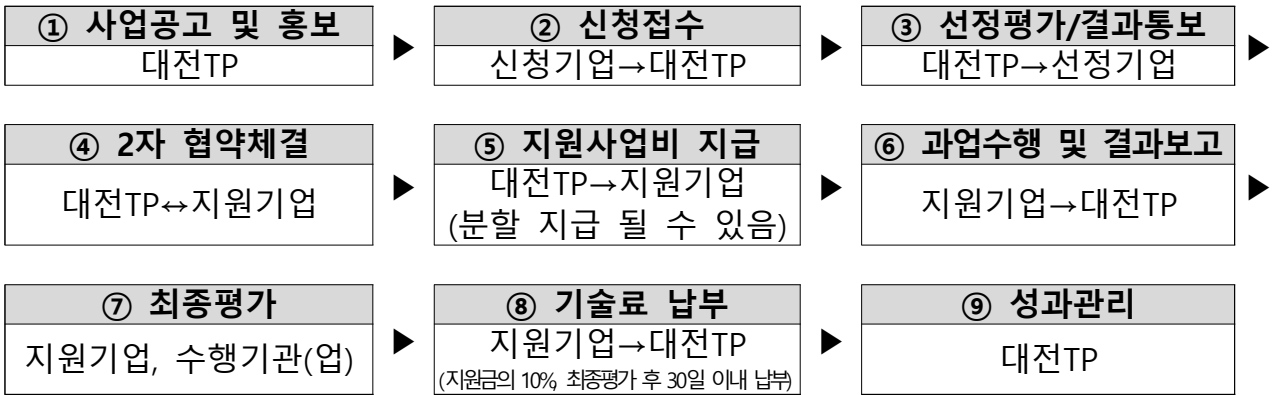 ① 사업공고 및 홍보
대전TP
▶
② 신청접수
신청기업→대전TP
▶
③ 선정평가/결과통보
대전TP→선정기업
▶
④ 2자 협약체결
대전TP↔지원기업
▶
⑤ 지원사업비 지급
대전TP→지원기업
(분할 지급 될 수 있음)
▶
⑥ 과업수행 및 결과보고
지원기업→대전TP
▶
⑦ 최종평가
지원기업, 수행기관(업)
▶
⑧ 기술료 납부
지원기업→대전TP
(지원금의 10%, 최종평가 후 30일 이내 납부)
▶
⑨ 성과관리
대전TP